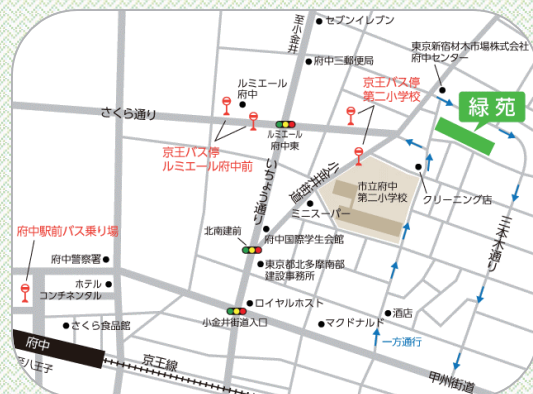 至小金井
セブンイレブン
府中三郵便局
東京新宿材木市場株式会社
府中センター
ルミエール
府中
京王バス停
第二小学校
緑苑
さくら通り
ルミエール
府中東
京王バス停
ルミエール府中前
いちょう通り
小金井街道
市立府中
第二小学校
クリーニング店
ミニスーパー
三本木通り
府中駅前バス乗り場
北南建前
府中国際学生会館
府中警察署
東京都北多摩南部
建設事務所
ホテル
コンチネンタル
ロイヤルホスト
さくら食品館
小金井街道入口
マクドナルド
酒店
一方通行
府中
至八王子
京王線
甲州街道